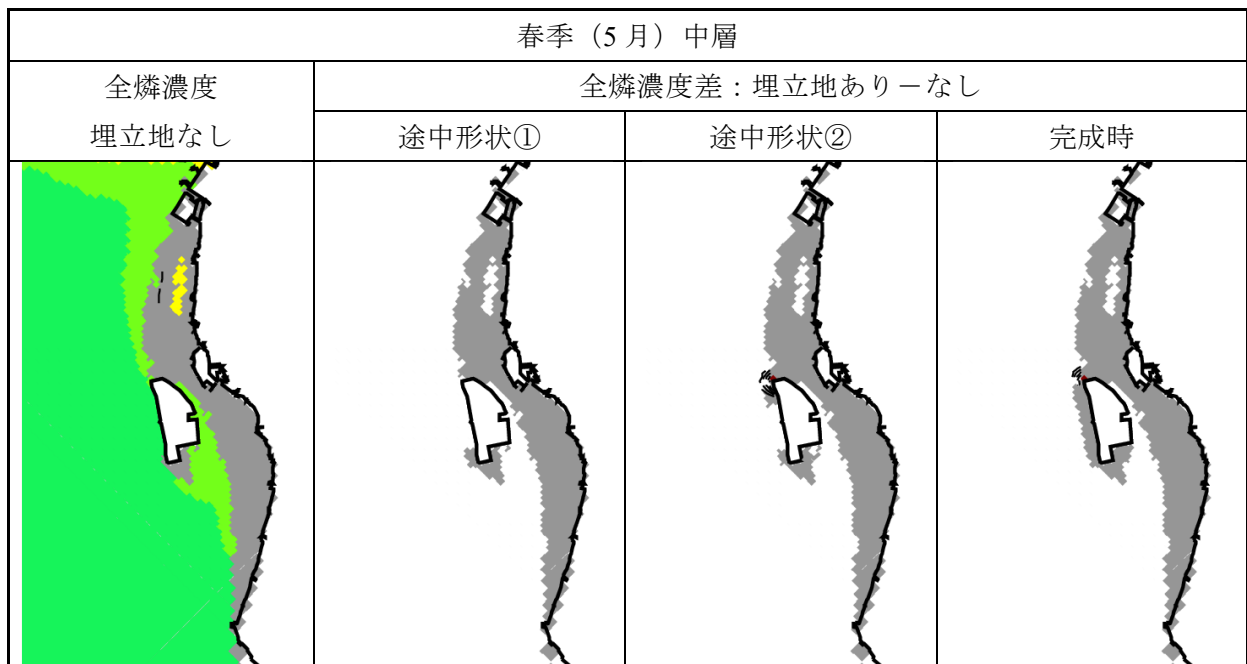 春季（5 月）中層
全燐濃度
埋立地なし
全燐濃度差：埋立地あり－なし
途中形状①
途中形状②
完成時